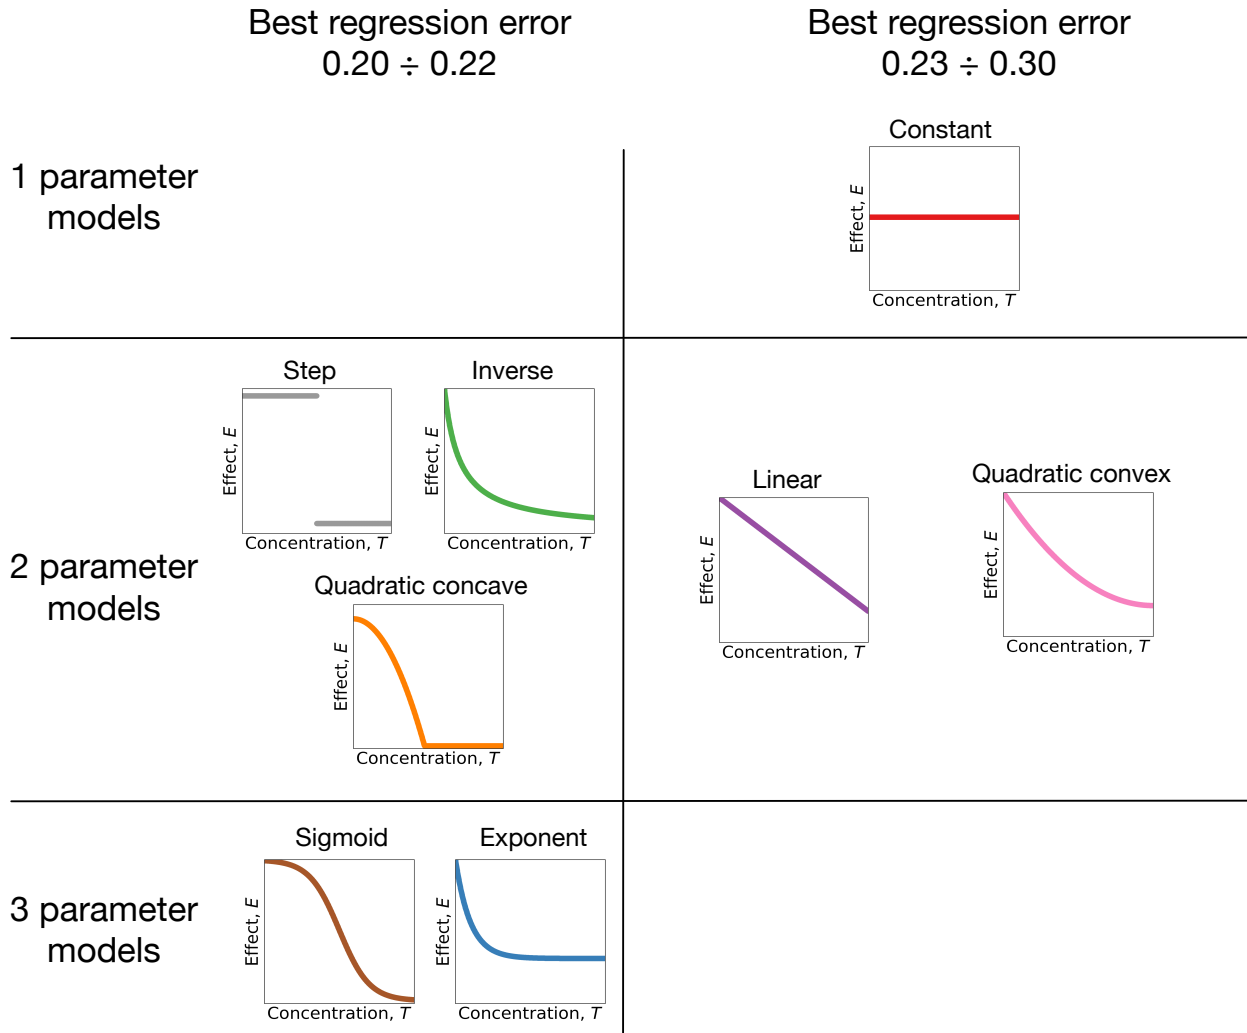 Best regression error
0.20 ÷ 0.22
Best regression error
0.23 ÷ 0.30
1 parameter
models
Constant
Effect, E
Concentration, T
2 parameter
models
Step
Effect, E
Concentration, T
Inverse
Effect, E
Concentration, T
Quadratic concave
Effect, E
Concentration, T
Linear
Effect, E
Concentration, T
Quadratic convex
Effect, E
Concentration, T
3 parameter
models
Sigmoid
Effect, E
Concentration, T
Exponent
Effect, E
Concentration, T